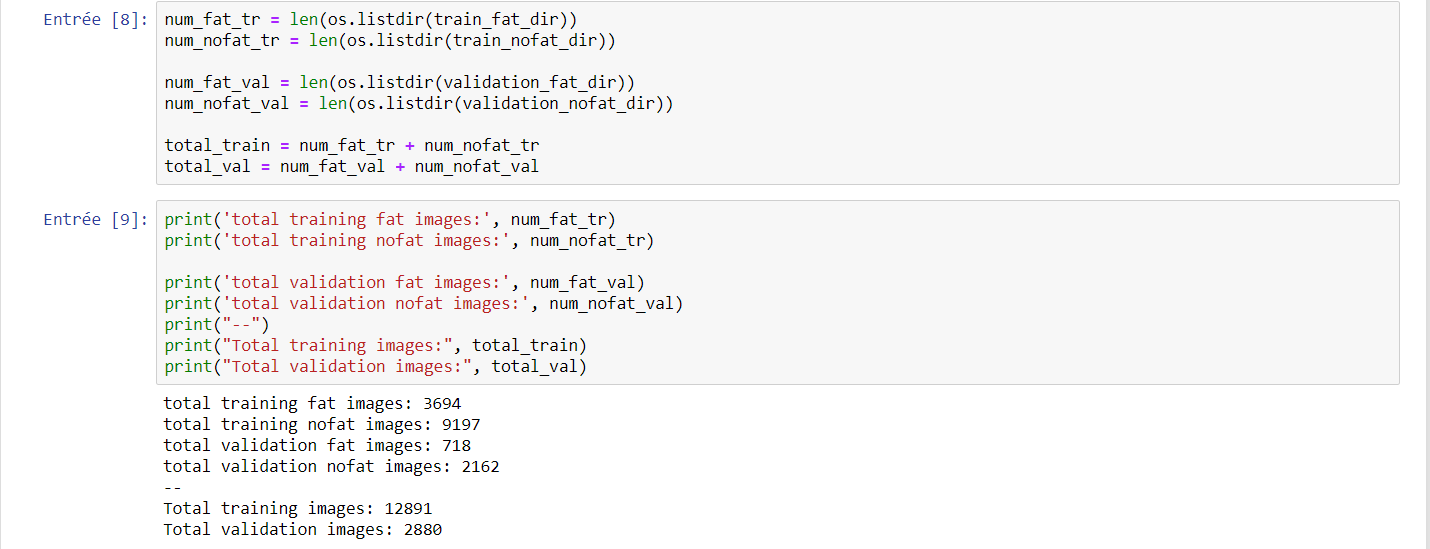 Entrée [8]: num_fat_tr = len(os.listdir(train_fat_dir))
num_nofat_tr = len(os.listdir(train_nofat_dir))
num_fat_val = len(os.listdir(validation_fat_dir))
num_nofat_val = len(os.listdir(validation_nofat_dir))
total_train = num_fat_tr + num_nofat_tr
total_val = num_fat_val + num_nofat_val
Entrée [9]: print('total training fat images:', num_fat_tr)
print('total training nofat images:', num_nofat_tr)
print('total validation fat images:', num_fat_val)
print('total validation nofat images:', num_nofat_val)
print("--")
print("Total training images:", total_train)
print("Total validation images:", total_val)
total training fat images: 3694
total training nofat images: 9197
total validation fat images: 718
total validation nofat images: 2162
--
Total training images: 12891
Total validation images: 2880